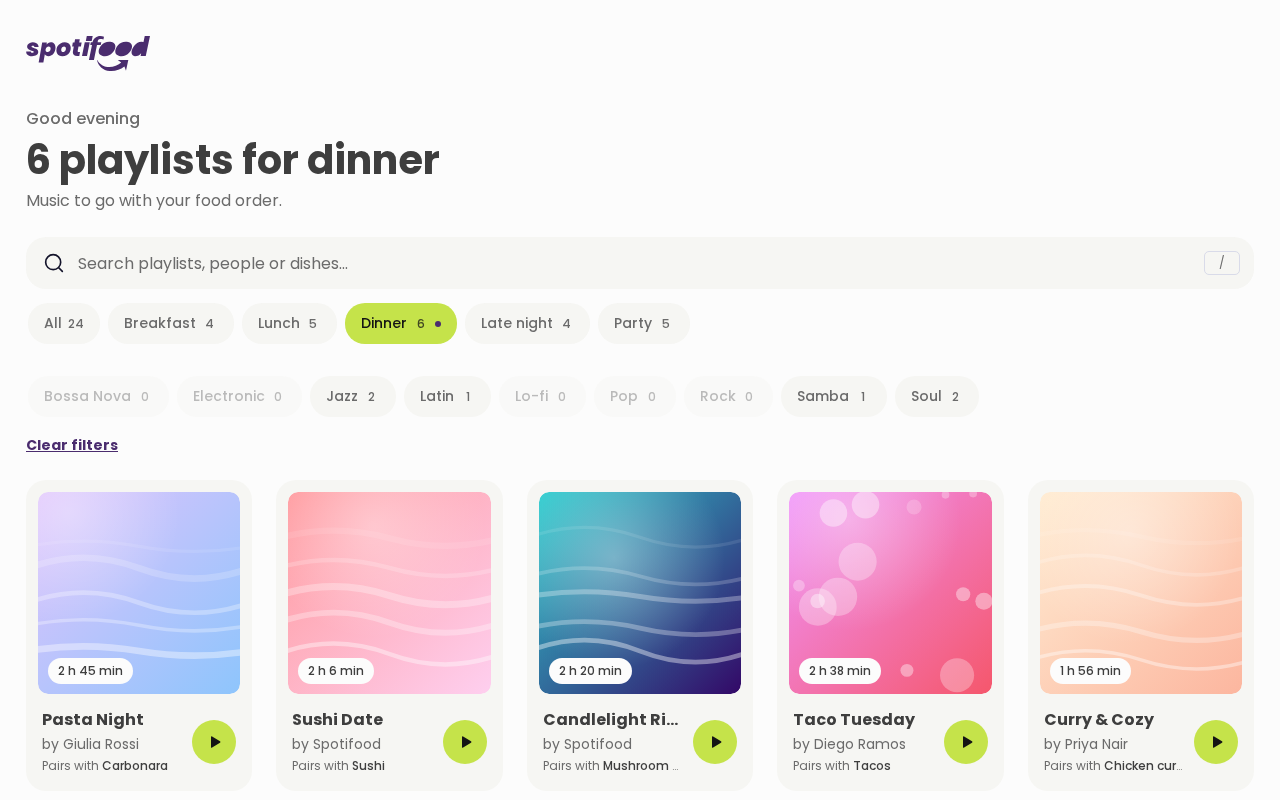 spotifood
Good evening
6 playlists for dinner
Music to go with your food order.
Search playlists, people or dishes... /
All 24 Breakfast 4 Lunch 5 Dinner 6 Late night 4 Party 5
Bossa Nova 0 Electronic 0 Jazz 2 Latin 1 Lo-fi 0 Pop 0 Rock 0 Samba 1 Soul 2
Clear filters
2 h 45 min 2 h 6 min 2 h 20 min 2 h 38 min 1 h 56 min
Pasta Night Sushi Date Candlelight Ri... Taco Tuesday Curry & Cozy
by Giulia Rossi by Spotifood by Spotifood by Diego Ramos by Priya Nair
Pairs with Carbonara Pairs with Sushi Pairs with Mushroom ... Pairs with Tacos Pairs with Chicken cur...